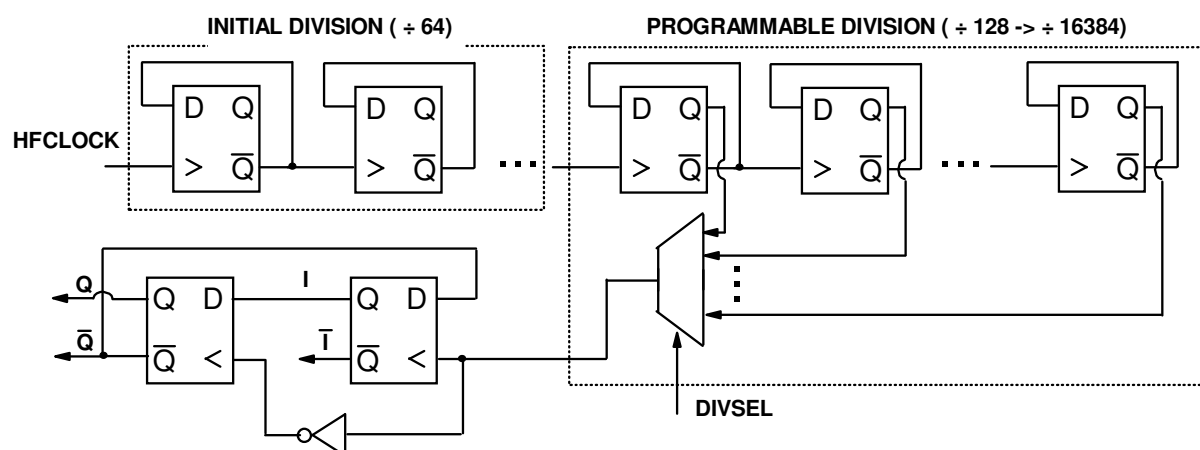 INITIAL DIVISION ( ÷ 64)
PROGRAMMABLE DIVISION ( ÷ 128 -> ÷ 16384)
HFCLOCK
D Q
> Q̅
D Q
> Q̅
...
D Q
> Q̅
D Q
> Q̅
...
D Q
> Q̅
Q
Q D
I
Q D
Q̅
Q̅ <
I̅
Q̅ <
DIVSEL